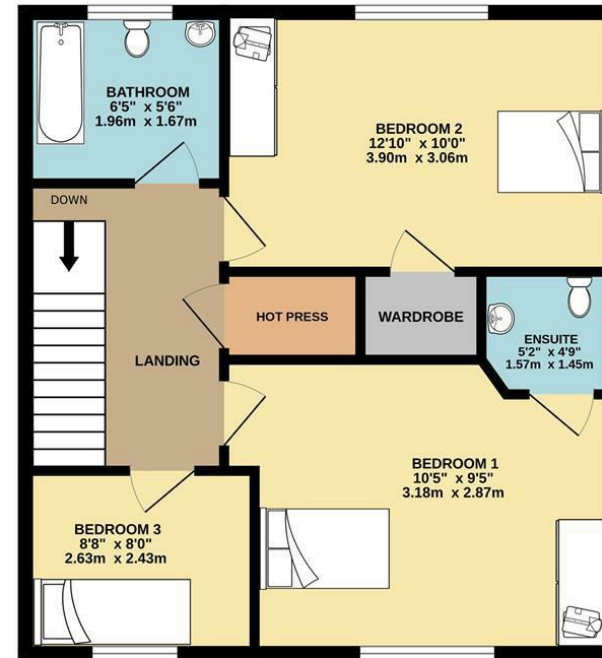 BATHROOM
6'5" x 5'6"
1.96m x 1.67m
BEDROOM 2
12'10" x 10'0"
3.90m x 3.06m
DOWN
HOT PRESS
WARDROBE
ENSUITE
5'2" x 4'9"
1.57m x 1.45m
LANDING
BEDROOM 1
10'5" x 9'5"
3.18m x 2.87m
BEDROOM 3
8'8" x 8'0"
2.63m x 2.43m